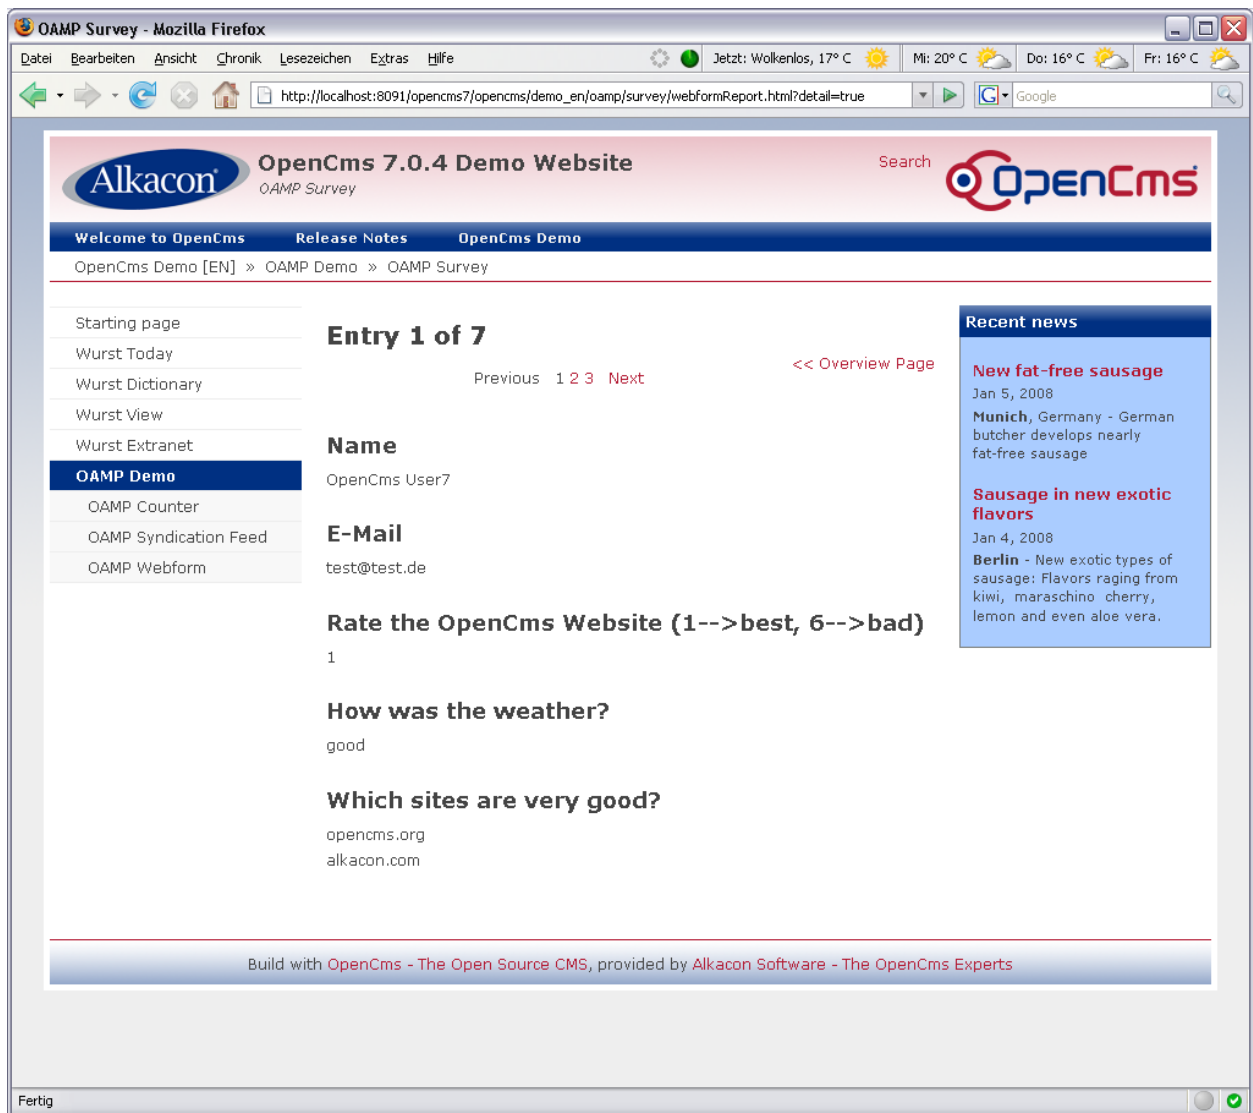 OAMP Survey - Mozilla Firefox
Datei Bearbeiten Ansicht Chronik Lesezeichen Extras Hilfe Jetzt: Wolkenlos, 17° C Mi: 20° C Do: 16° C Fr: 16° C
http://localhost:8091/opencms7/opencms/demo_en/oamp/survey/webformReport.html?detail=true G Google
Alkacon
OpenCms 7.0.4 Demo Website
OAMP Survey
Search
OpenCms
Welcome to OpenCms Release Notes OpenCms Demo
OpenCms Demo [EN] » OAMP Demo » OAMP Survey
Starting page
Wurst Today
Wurst Dictionary
Wurst View
Wurst Extranet
OAMP Demo
OAMP Counter
OAMP Syndication Feed
OAMP Webform
Entry 1 of 7
<< Overview Page
Previous 1 2 3 Next
Name
OpenCms User7
E-Mail
test@test.de
Rate the OpenCms Website (1-->best, 6-->bad)
1
How was the weather?
good
Which sites are very good?
opencms.org
alkacon.com
Recent news
New fat-free sausage
Jan 5, 2008
Munich, Germany - German
butcher develops nearly
fat-free sausage
Sausage in new exotic
flavors
Jan 4, 2008
Berlin - New exotic types of
sausage: Flavors raging from
kiwi, maraschino cherry,
lemon and even aloe vera.
Build with OpenCms - The Open Source CMS, provided by Alkacon Software - The OpenCms Experts
Fertig